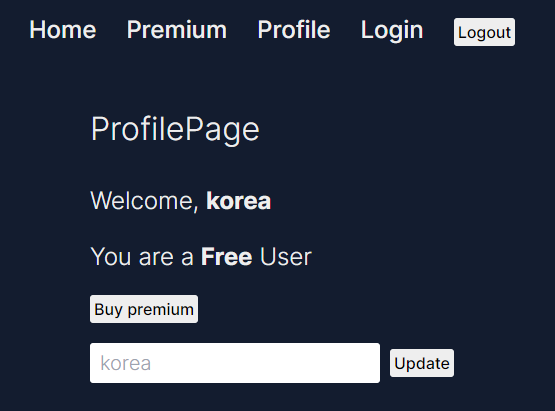 Home Premium Profile Login Logout
ProfilePage
Welcome, korea
You are a Free User
Buy premium
korea Update